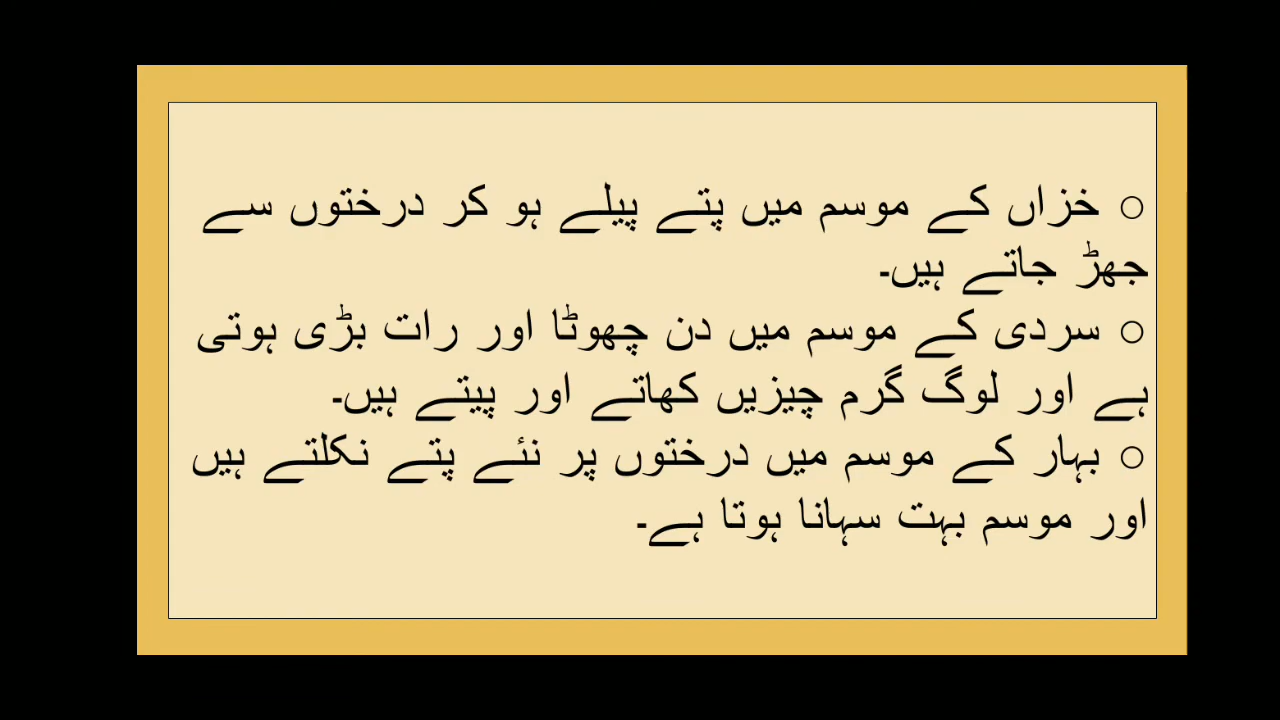 ○ خزاں کے موسم میں پتے پیلے ہو کر درختوں سے
جھڑ جاتے ہیں۔
○ سردی کے موسم میں دن چھوٹا اور رات بڑی ہوتی
ہے اور لوگ گرم چیزیں کھاتے اور پیتے ہیں۔
○ بہار کے موسم میں درختوں پر نئے پتے نکلتے ہیں
اور موسم بہت سہانا ہوتا ہے۔